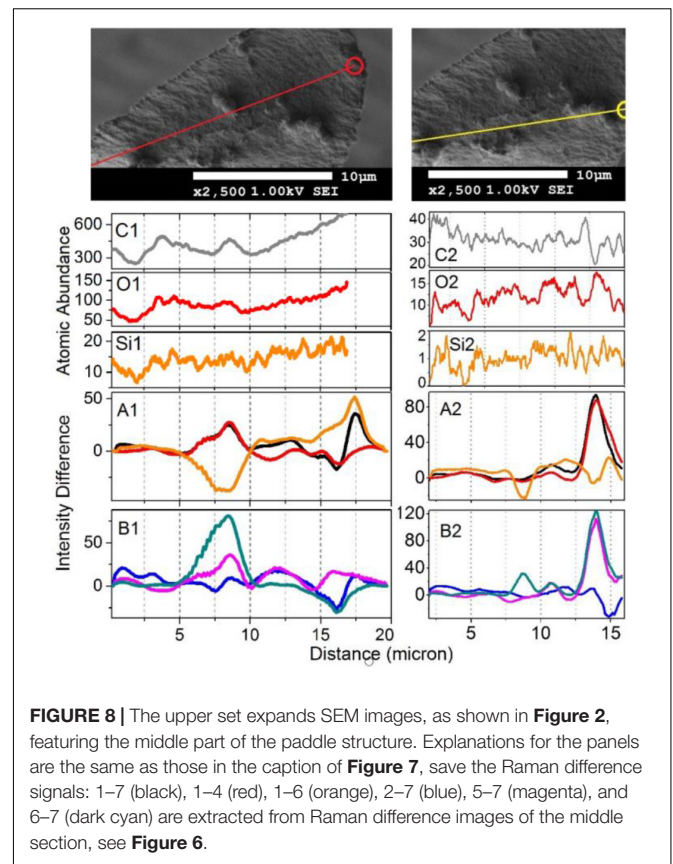 10μm
x2,500 1.00kV SEI
10μm
x2,500 1.00kV SEI
Atomic Abundance
600
300
C1
150
100
50
O1
20
10
Si1
Intensity Difference
50
0
A1
50
0
B1
5 10 15 20
40
30
20
C2
15
10
O2
2
1
0
Si2
80
40
0
A2
120
80
40
0
B2
5 10 15
Distance (micron)
FIGURE 8 | The upper set expands SEM images, as shown in Figure 2,
featuring the middle part of the paddle structure. Explanations for the panels
are the same as those in the caption of Figure 7, save the Raman difference
signals: 1–7 (black), 1–4 (red), 1–6 (orange), 2–7 (blue), 5–7 (magenta), and
6–7 (dark cyan) are extracted from Raman difference images of the middle
section, see Figure 6.